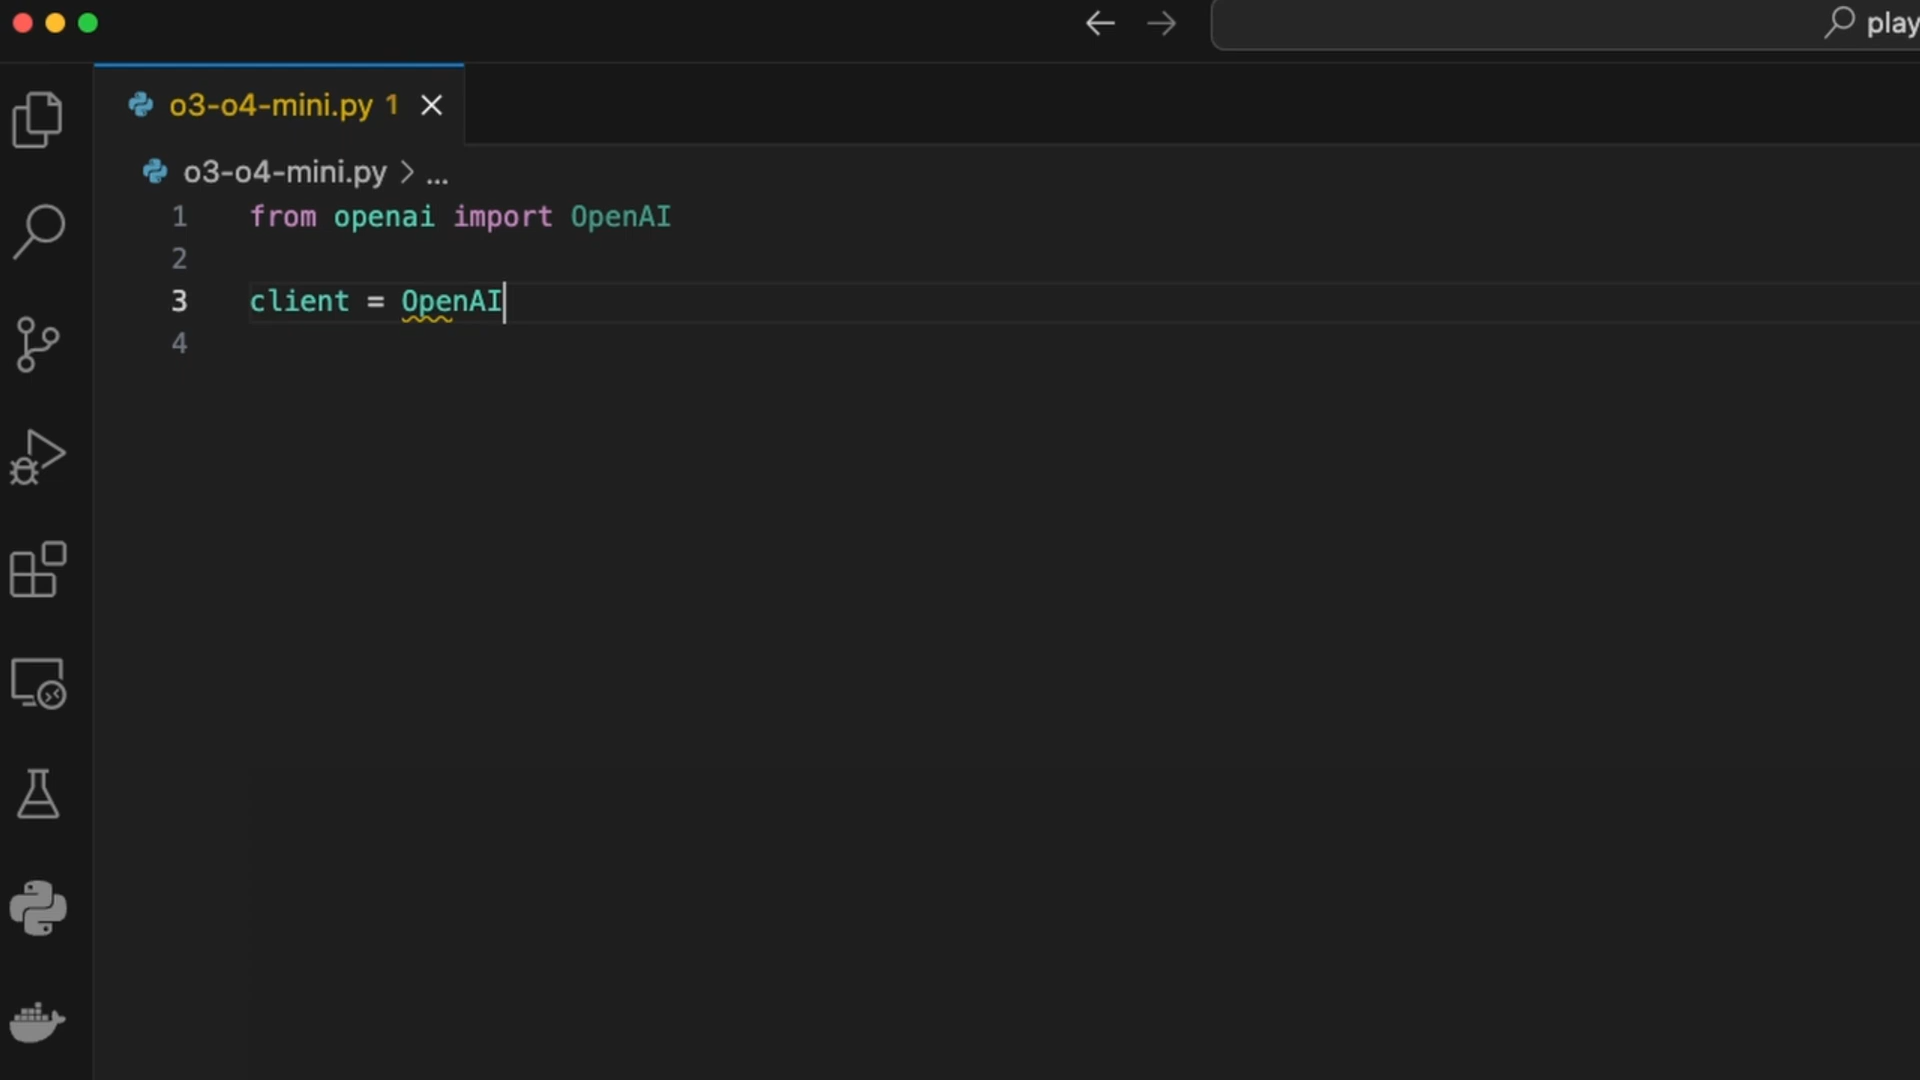 play
o3-o4-mini.py 1
o3-o4-mini.py > ...
1 from openai import OpenAI
2
3 client = OpenAI
4